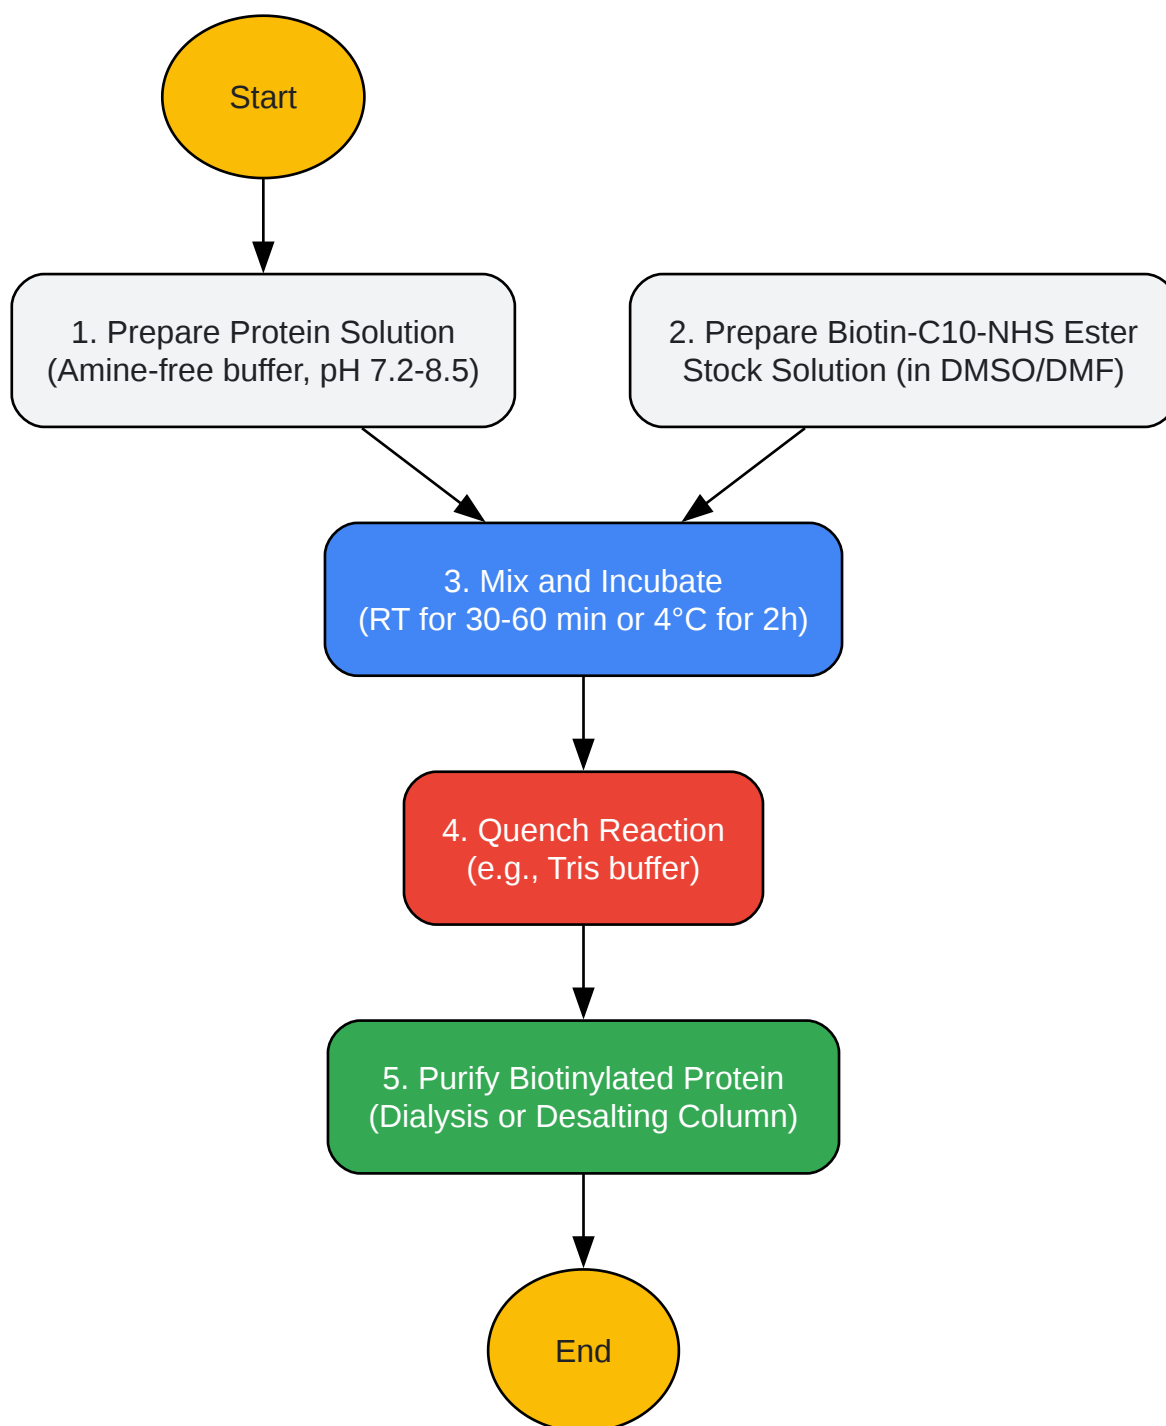 Start
1. Prepare Protein Solution
(Amine-free buffer, pH 7.2-8.5)
2. Prepare Biotin-C10-NHS Ester
Stock Solution (in DMSO/DMF)
3. Mix and Incubate
(RT for 30-60 min or 4°C for 2h)
4. Quench Reaction
(e.g., Tris buffer)
5. Purify Biotinylated Protein
(Dialysis or Desalting Column)
End